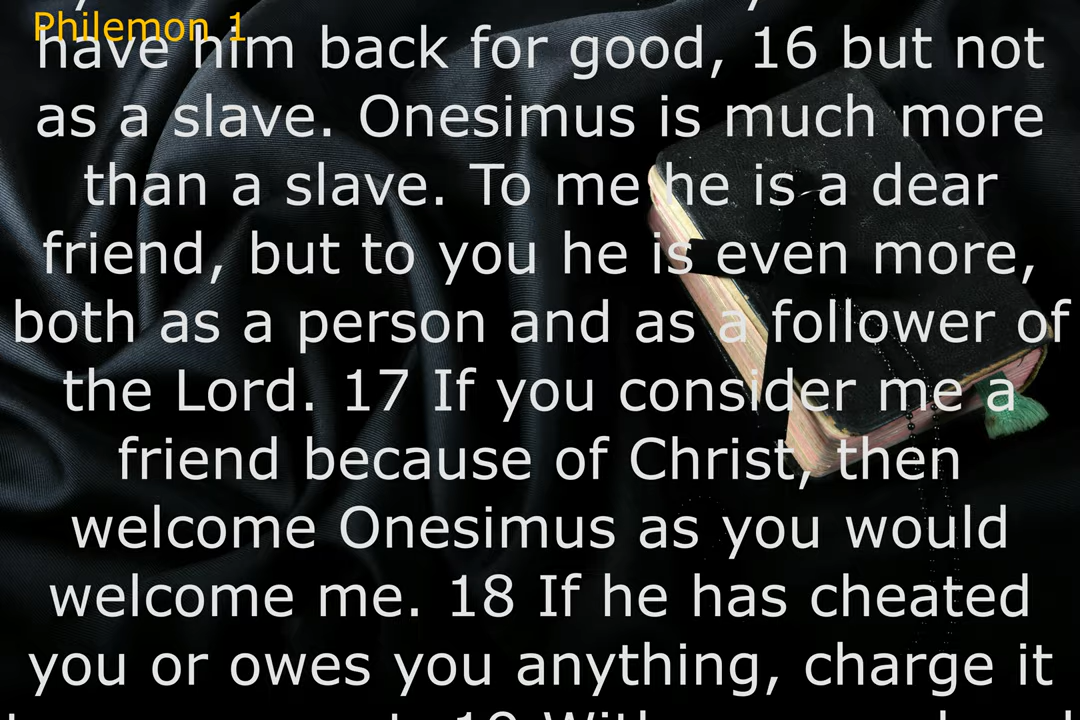 Philemon 1
have him back for good, 16 but not
as a slave. Onesimus is much more
than a slave. To me he is a dear
friend, but to you he is even more,
both as a person and as a follower of
the Lord. 17 If you consider me a
friend because of Christ, then
welcome Onesimus as you would
welcome me. 18 If he has cheated
you or owes you anything, charge it